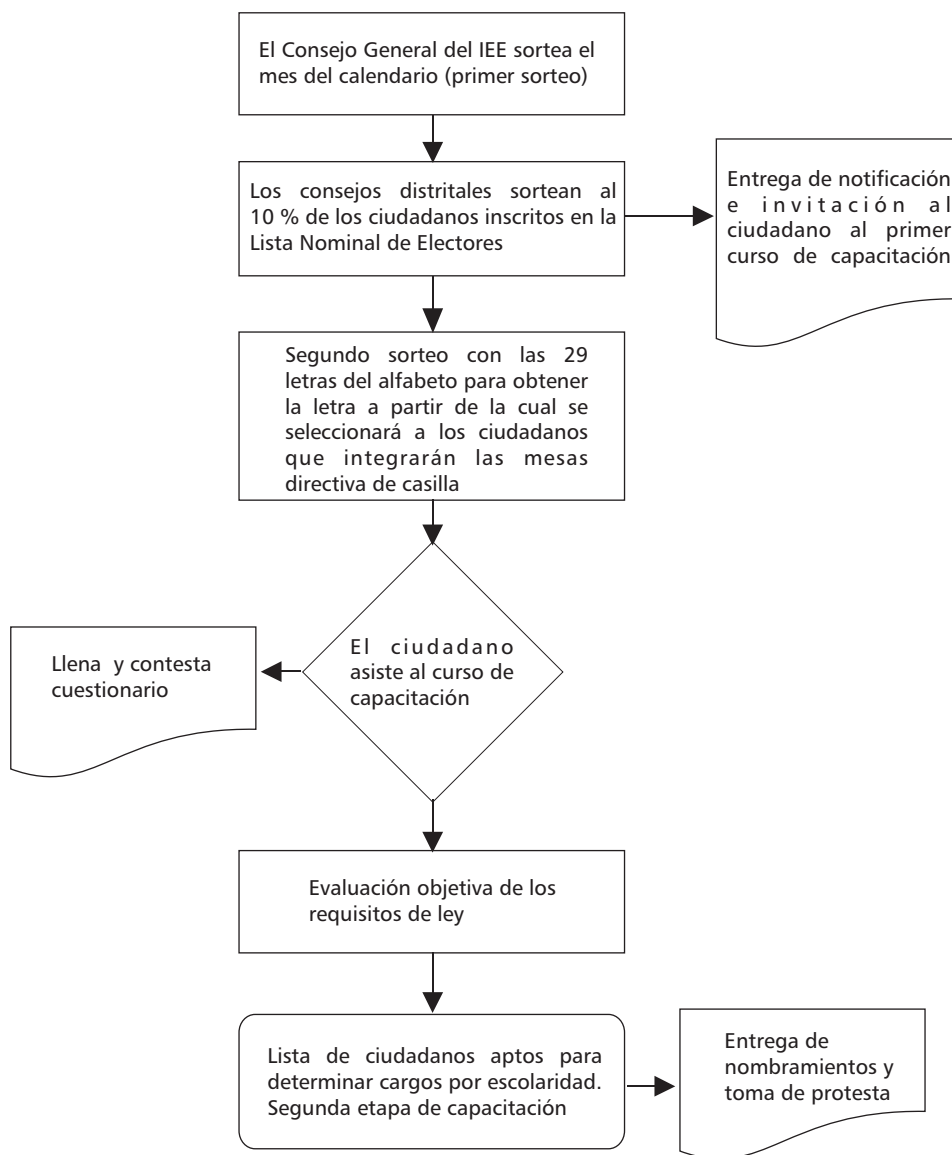 El Consejo General del IEE sortea el
mes del calendario (primer sorteo)
Los consejos distritales sortean al
10 % de los ciudadanos inscritos en la
Lista Nominal de Electores
Entrega de notificación
e invitación al
ciudadano al primer
curso de capacitación
Segundo sorteo con las 29
letras del alfabeto para obtener
la letra a partir de la cual se
seleccionará a los ciudadanos
que integrarán las mesas
directiva de casilla
El ciudadano
asiste al curso de
capacitación
Llena y contesta
cuestionario
Evaluación objetiva de los
requisitos de ley
Lista de ciudadanos aptos para
determinar cargos por escolaridad.
Segunda etapa de capacitación
Entrega de
nombramientos y
toma de protesta